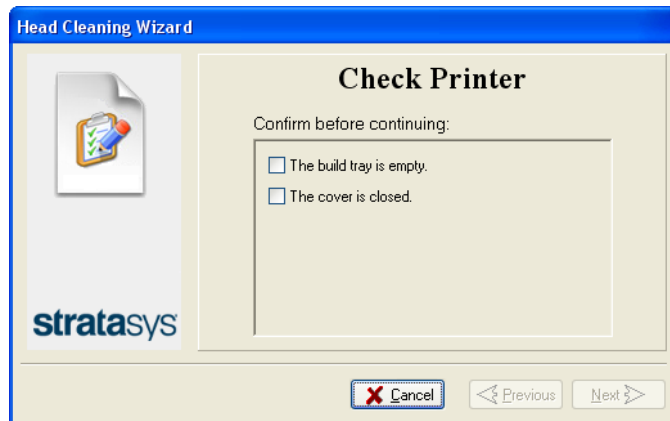 Head Cleaning Wizard
Check Printer
Confirm before continuing:
The build tray is empty.
The cover is closed.
stratasys
Cancel
Previous
Next